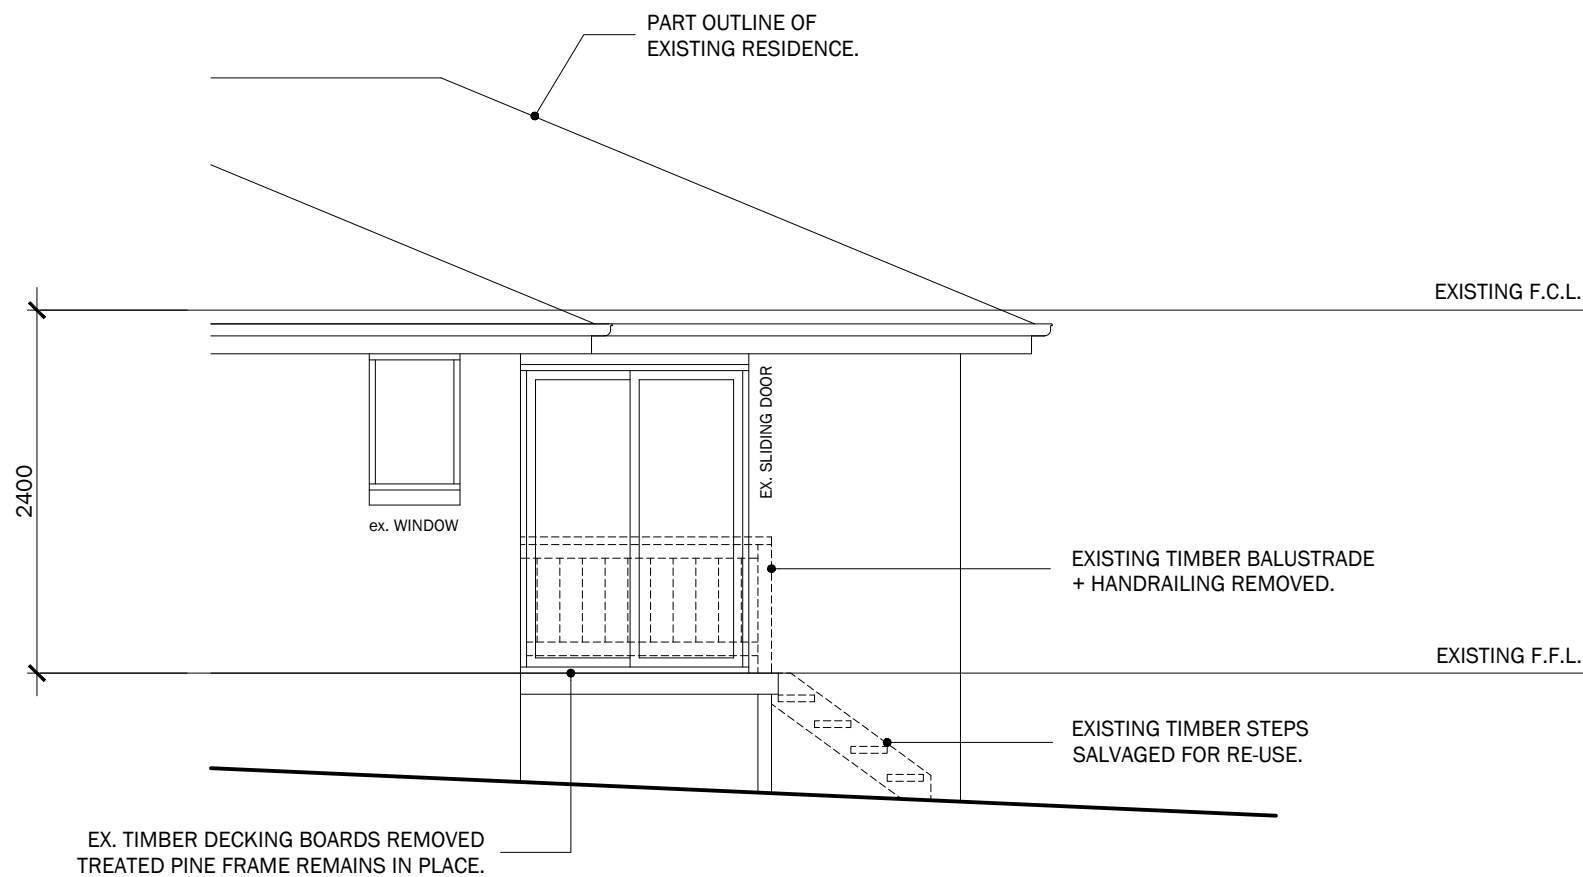 PART OUTLINE OF
EXISTING RESIDENCE.
EXISTING F.C.L.
2400
EX. SLIDING DOOR
ex. WINDOW
EXISTING TIMBER BALUSTRADE
+ HANDRAILING REMOVED.
EXISTING F.F.L.
EXISTING TIMBER STEPS
SALVAGED FOR RE-USE.
EX. TIMBER DECKING BOARDS REMOVED
TREATED PINE FRAME REMAINS IN PLACE.